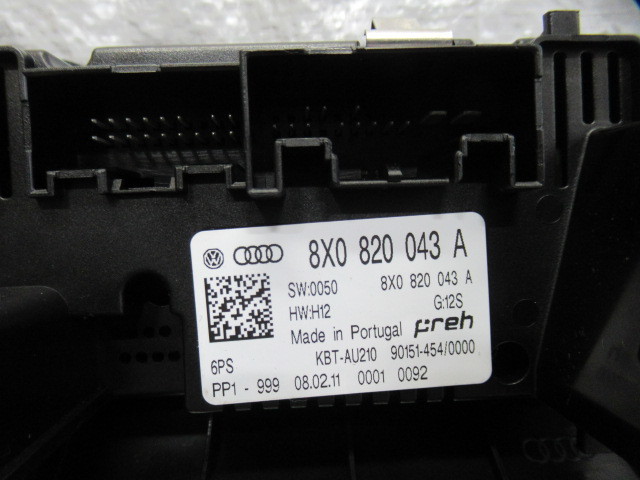 8X0 820 043 A
SW:0050 8X0 820 043 A
HW:H12 G:12S
Made in Portugal preh
6PS KBT-AU210 90151-454/0000
PP1 - 999 08.02.11 0001 0092